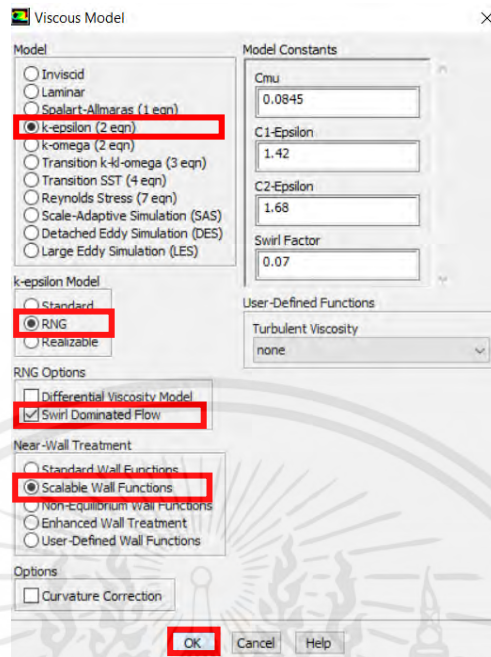 Viscous Model
Model
Inviscid
Laminar
Spalart-Allmaras (1 eqn)
k-epsilon (2 eqn)
k-omega (2 eqn)
Transition k-kl-omega (3 eqn)
Transition SST (4 eqn)
Reynolds Stress (7 eqn)
Scale-Adaptive Simulation (SAS)
Detached Eddy Simulation (DES)
Large Eddy Simulation (LES)
k-epsilon Model
Standard
RNG
Realizable
RNG Options
Differential Viscosity Model
Swirl Dominated Flow
Near-Wall Treatment
Standard Wall Functions
Scalable Wall Functions
Non-Equilibrium Wall Functions
Enhanced Wall Treatment
User-Defined Wall Functions
Options
Curvature Correction
Model Constants
Cmu
0.0845
C1-Epsilon
1.42
C2-Epsilon
1.68
Swirl Factor
0.07
User-Defined Functions
Turbulent Viscosity
none
OK Cancel Help